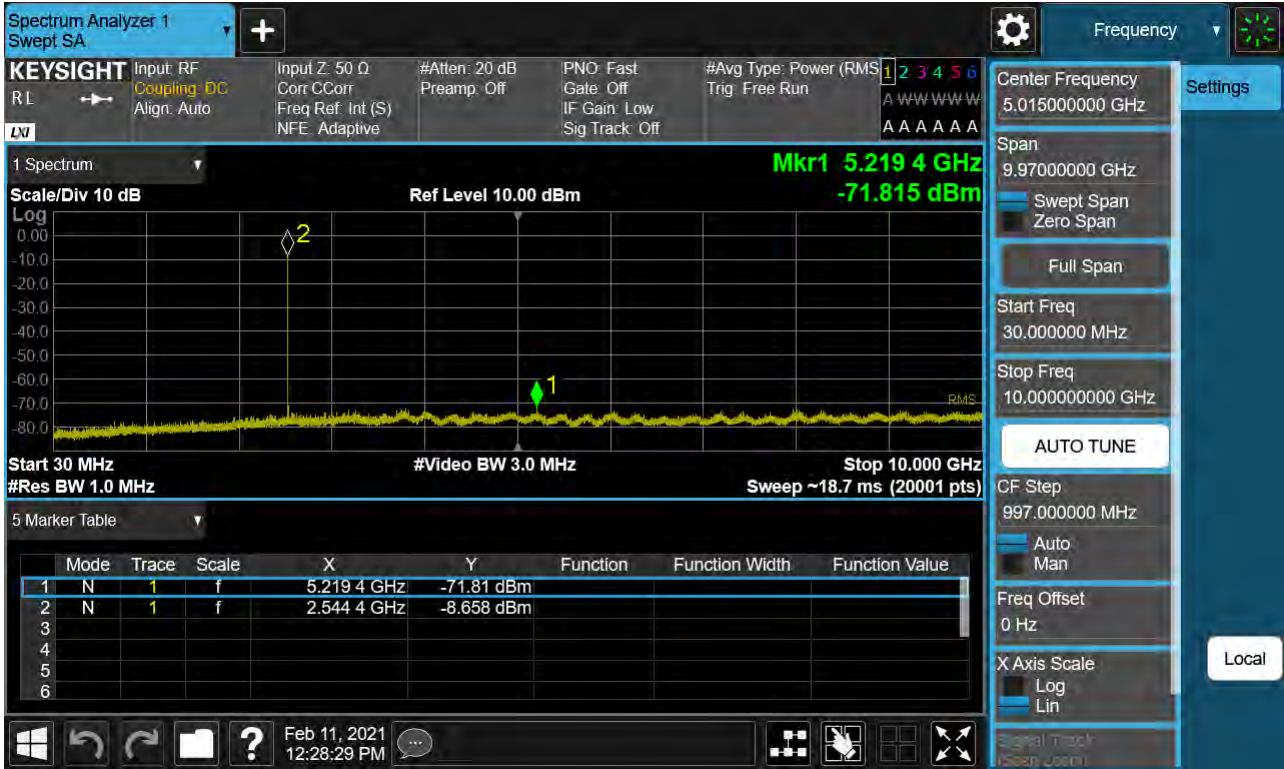 Spectrum Analyzer 1
Swept SA
+
Frequency
KEYSIGHT
RL
LXI
Input: RF
Coupling: DC
Align: Auto
Input Z: 50 Ω
Corr CCorr
Freq Ref: Int (S)
NFE: Adaptive
#Atten: 20 dB
Preamp: Off
PNO: Fast
Gate: Off
IF Gain: Low
Sig Track: Off
#Avg Type: Power (RMS
Trig: Free Run
1 2 3 4 5 6
A W W W W W
A A A A A A
1 Spectrum
Mkr1 5.219 4 GHz
-71.815 dBm
Scale/Div 10 dB
Ref Level 10.00 dBm
Log
0.00
-10.0
-20.0
-30.0
-40.0
-50.0
-60.0
-70.0
-80.0
2
1
RMS
Start 30 MHz
#Video BW 3.0 MHz
Stop 10.000 GHz
#Res BW 1.0 MHz
Sweep ~18.7 ms (20001 pts)
5 Marker Table
Mode Trace Scale X Y Function Function Width Function Value
1 N 1 f 5.219 4 GHz -71.81 dBm
2 N 1 f 2.544 4 GHz -8.658 dBm
3
4
5
6
?
Feb 11, 2021
12:28:29 PM
Center Frequency
5.015000000 GHz
Span
9.97000000 GHz
Swept Span
Zero Span
Full Span
Start Freq
30.000000 MHz
Stop Freq
10.000000000 GHz
AUTO TUNE
CF Step
997.000000 MHz
Auto
Man
Freq Offset
0 Hz
X Axis Scale
Log
Lin
Signal Track
(Span Zoom)
Settings
Local